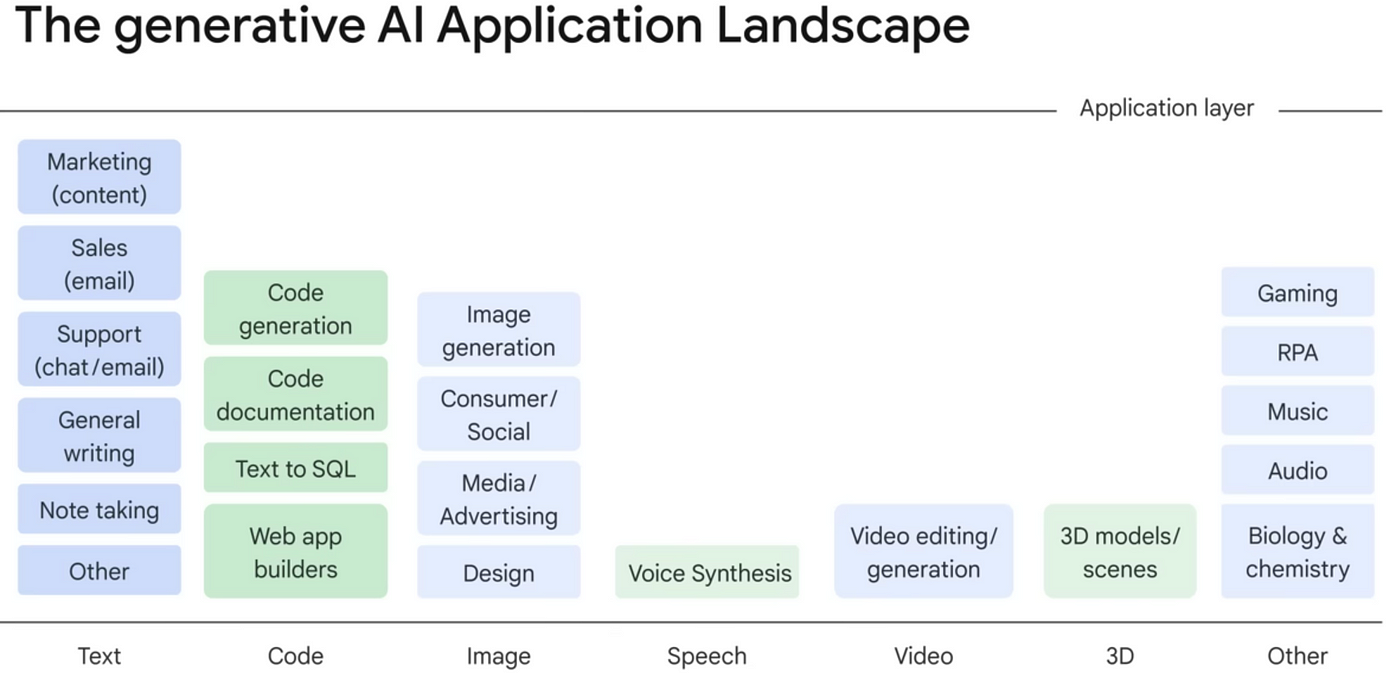 The generative AI Application Landscape
Application layer
Marketing
(content)
Sales
(email)
Support
(chat/email)
General
writing
Note taking
Other
Code
generation
Code
documentation
Text to SQL
Web app
builders
Image
generation
Consumer/
Social
Media/
Advertising
Design
Voice Synthesis
Video editing/
generation
3D models/
scenes
Gaming
RPA
Music
Audio
Biology &
chemistry
Text
Code
Image
Speech
Video
3D
Other